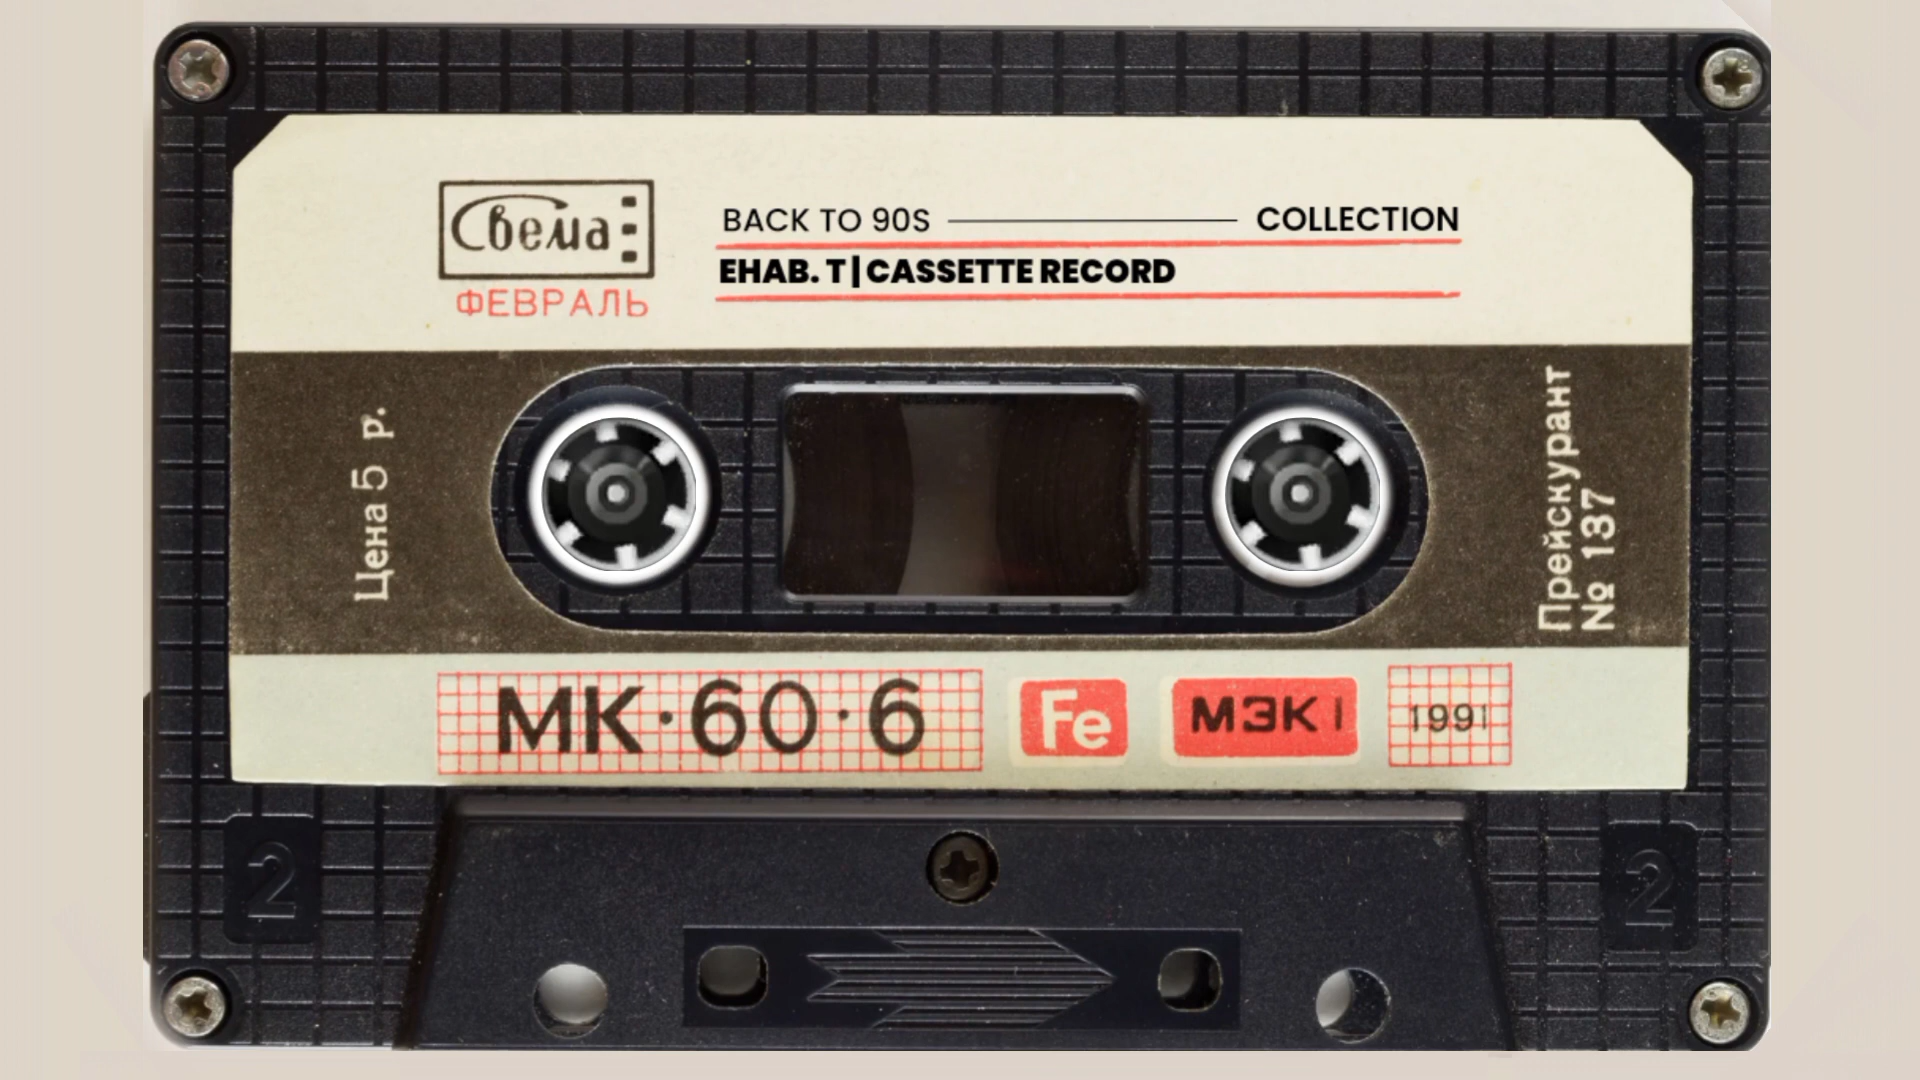 Свема
ФЕВРАЛЬ
BACK TO 90S COLLECTION
EHAB. T | CASSETTE RECORD
Цена 5 р.
Прейскурант
№ 137
МК·60·6
Fe
МЭК I
1991
2
2